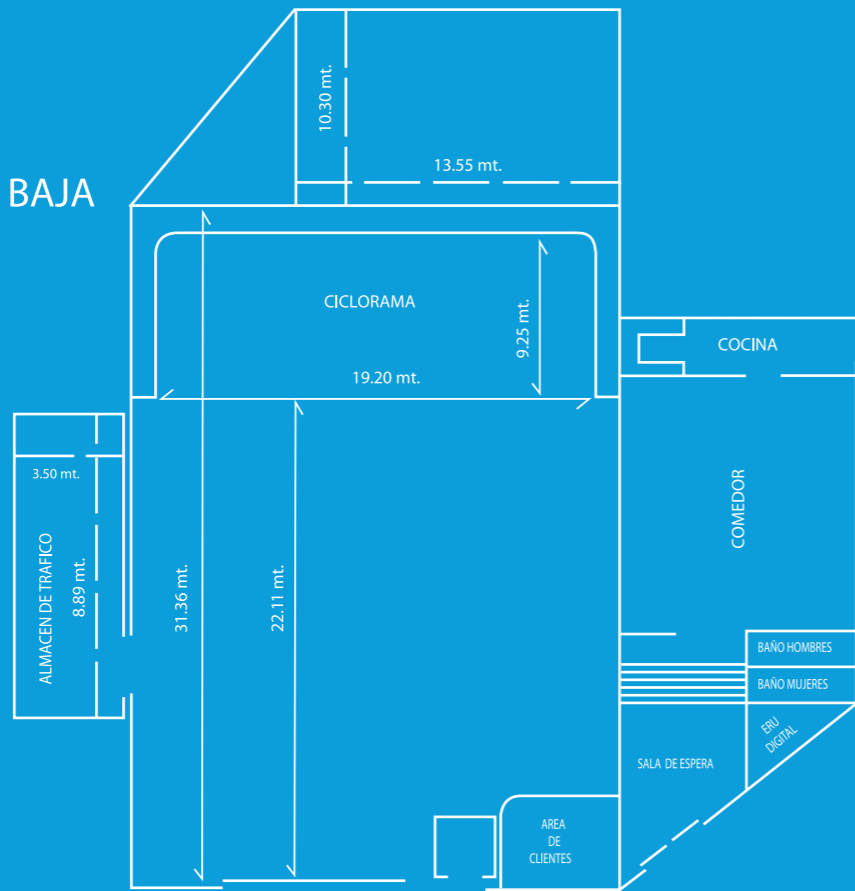 10.30 mt.
13.55 mt.
BAJA
CICLORAMA
9.25 mt.
19.20 mt.
COCINA
3.50 mt.
ALMACEN DE TRAFICO
8.89 mt.
31.36 mt.
22.11 mt.
COMEDOR
BAÑO HOMBRES
BAÑO MUJERES
ERU
DIGITAL
SALA DE ESPERA
AREA
DE
CLIENTES